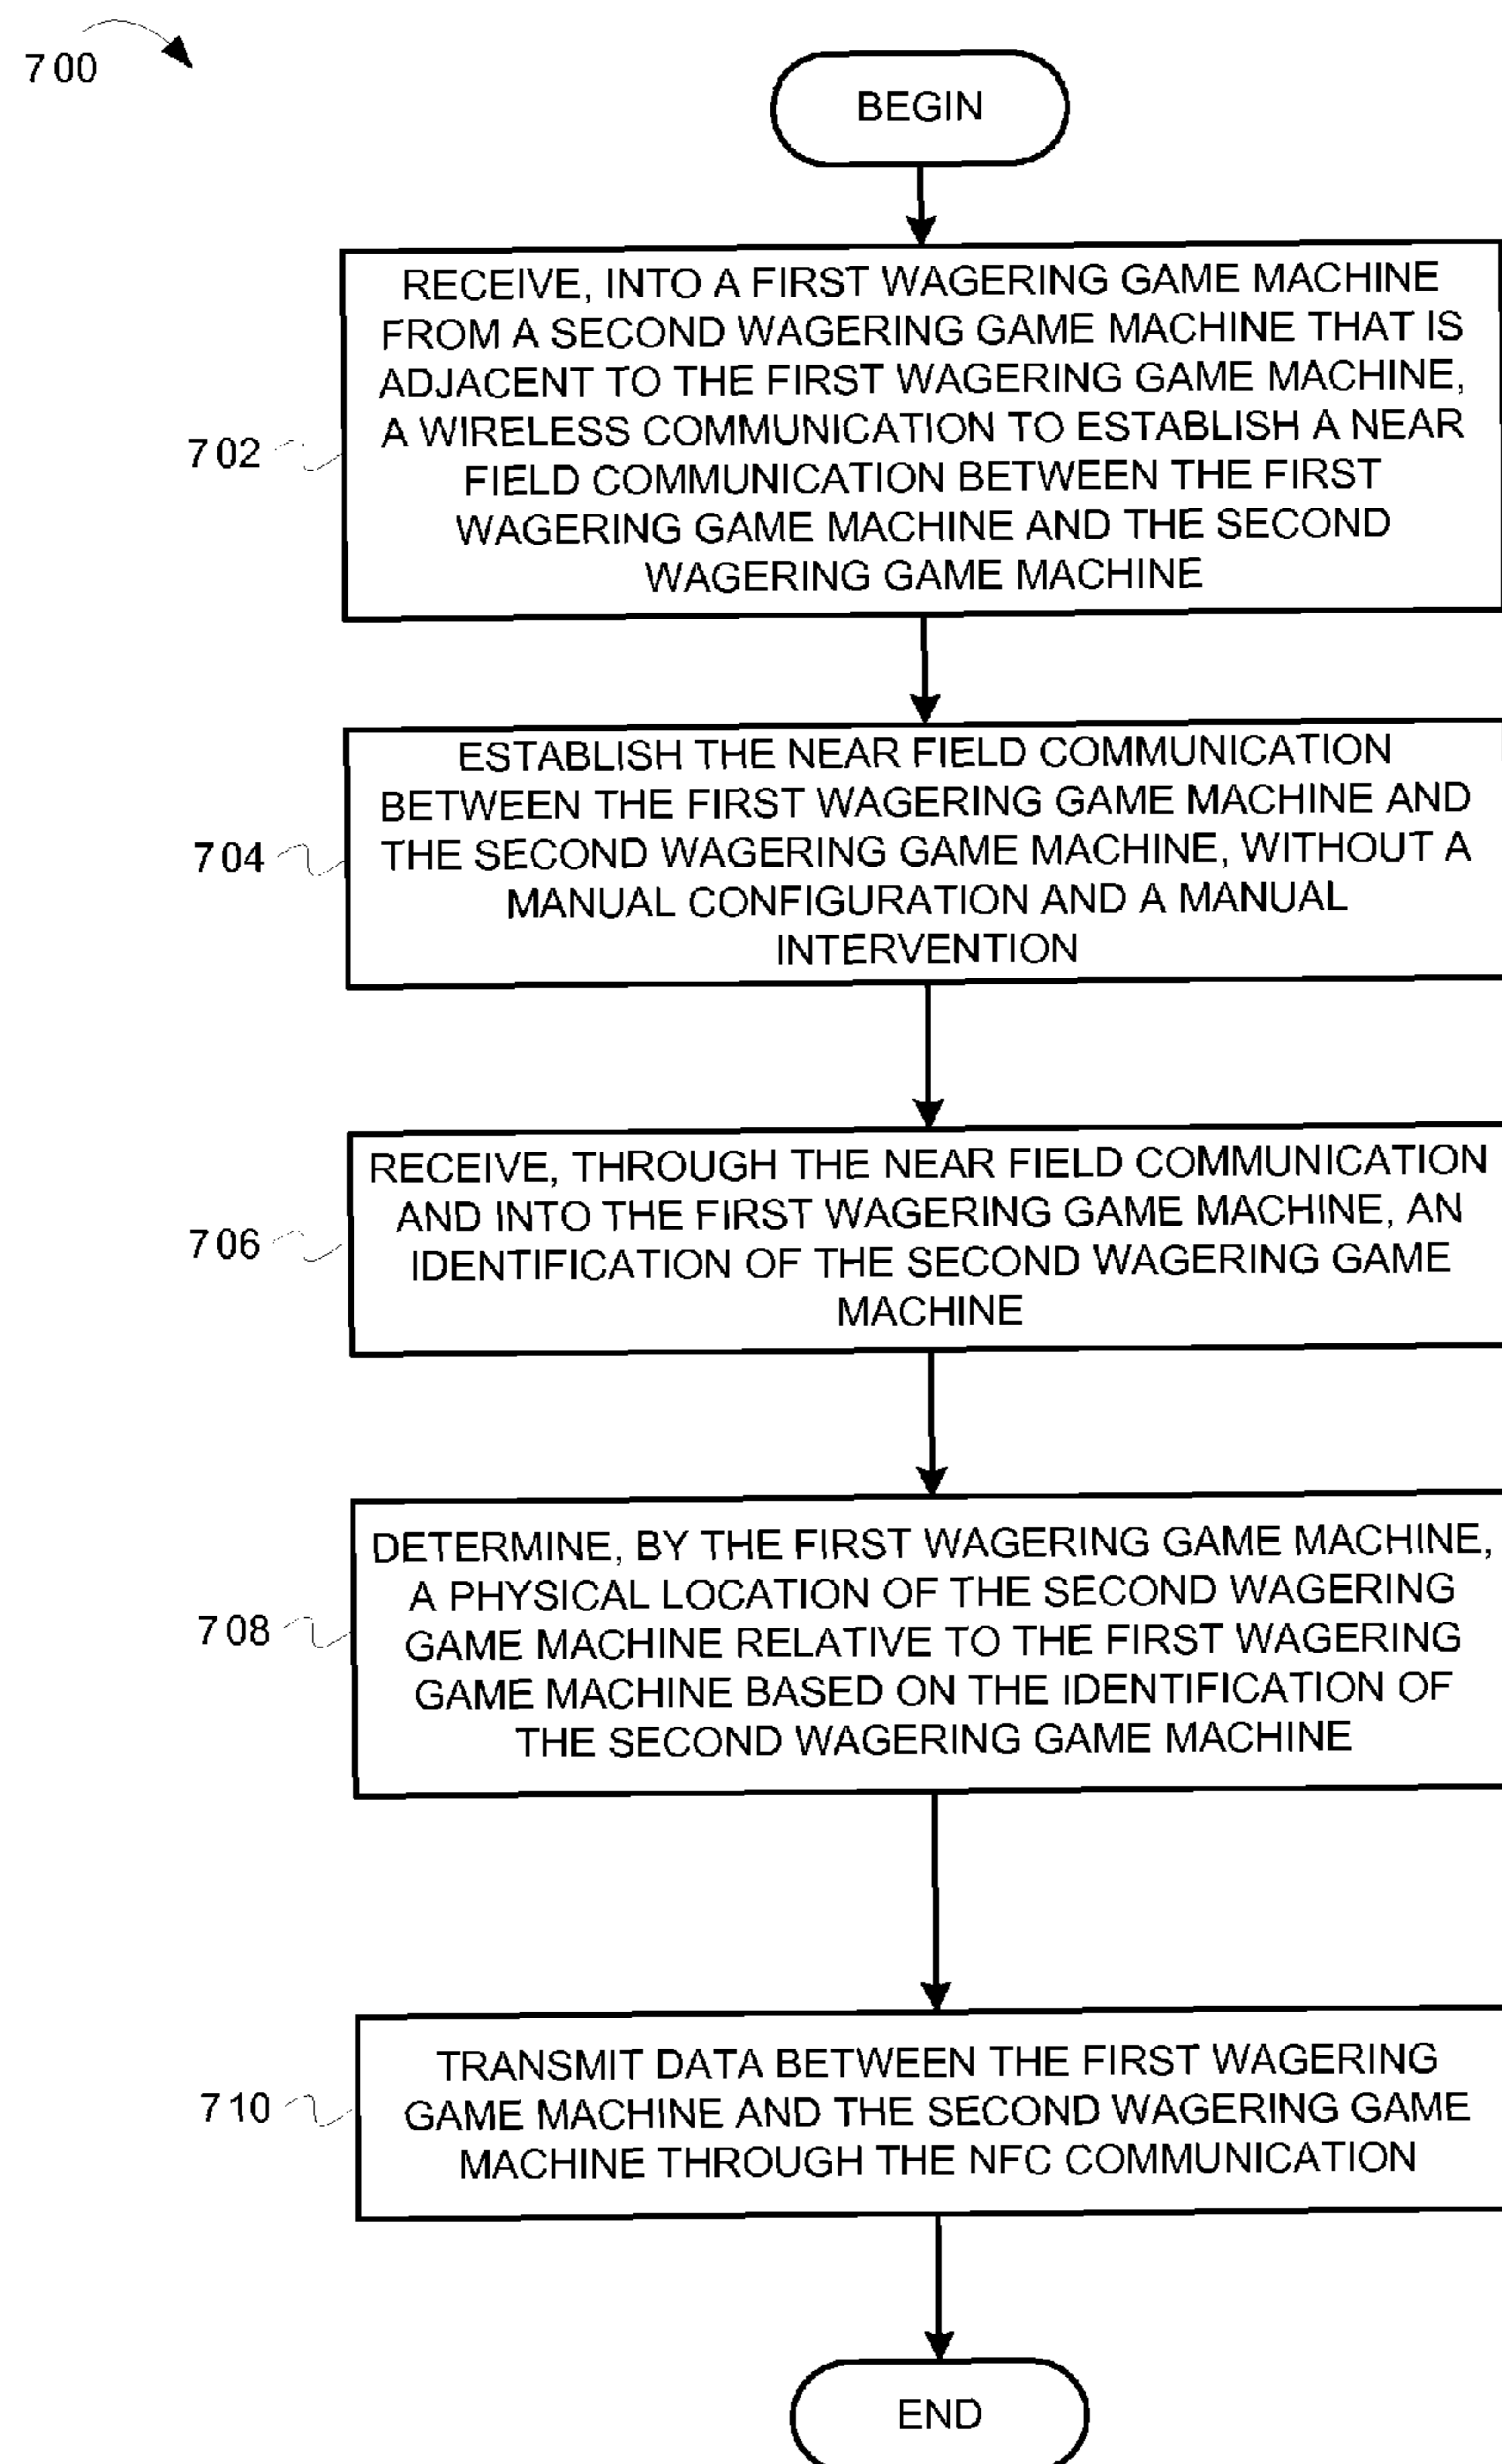 700
BEGIN
RECEIVE, INTO A FIRST WAGERING GAME MACHINE
FROM A SECOND WAGERING GAME MACHINE THAT IS
ADJACENT TO THE FIRST WAGERING GAME MACHINE,
A WIRELESS COMMUNICATION TO ESTABLISH A NEAR
FIELD COMMUNICATION BETWEEN THE FIRST
WAGERING GAME MACHINE AND THE SECOND
WAGERING GAME MACHINE
702
ESTABLISH THE NEAR FIELD COMMUNICATION
BETWEEN THE FIRST WAGERING GAME MACHINE AND
THE SECOND WAGERING GAME MACHINE, WITHOUT A
MANUAL CONFIGURATION AND A MANUAL
INTERVENTION
704
RECEIVE, THROUGH THE NEAR FIELD COMMUNICATION
AND INTO THE FIRST WAGERING GAME MACHINE, AN
IDENTIFICATION OF THE SECOND WAGERING GAME
MACHINE
706
DETERMINE, BY THE FIRST WAGERING GAME MACHINE,
A PHYSICAL LOCATION OF THE SECOND WAGERING
GAME MACHINE RELATIVE TO THE FIRST WAGERING
GAME MACHINE BASED ON THE IDENTIFICATION OF
THE SECOND WAGERING GAME MACHINE
708
TRANSMIT DATA BETWEEN THE FIRST WAGERING
GAME MACHINE AND THE SECOND WAGERING GAME
MACHINE THROUGH THE NFC COMMUNICATION
710
END